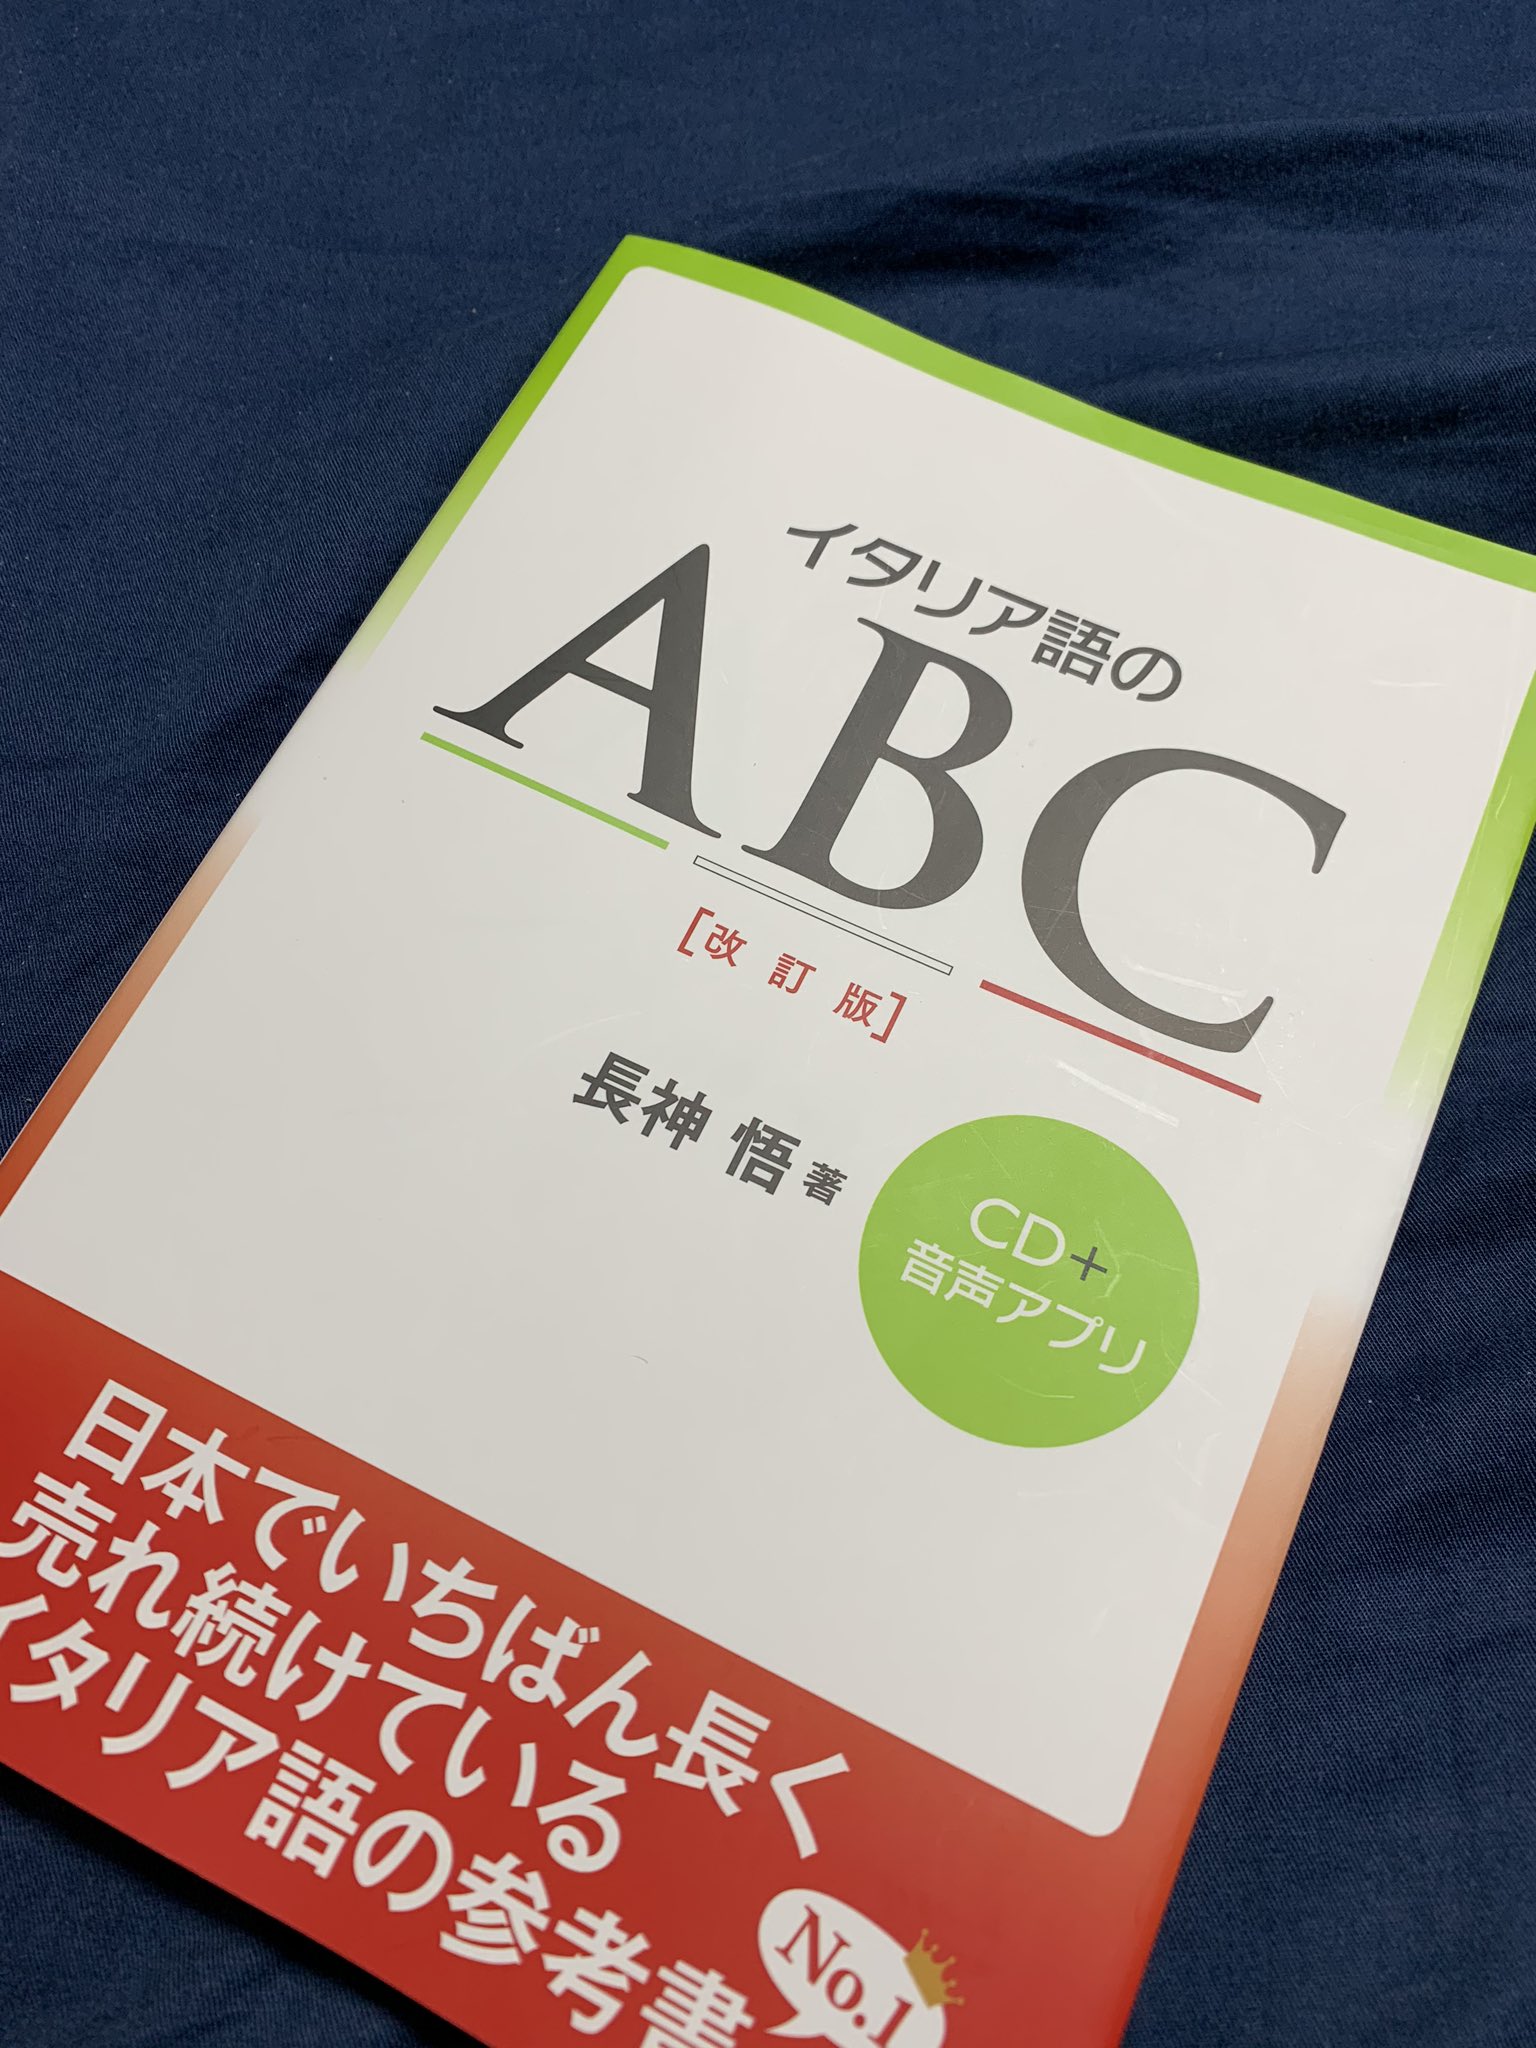 イタリア語の
ABC
[改訂版]
長神 悟 著
CD+
音声アプリ
日本でいちばん長く
売れ続けている
イタリア語の参考書
No.1